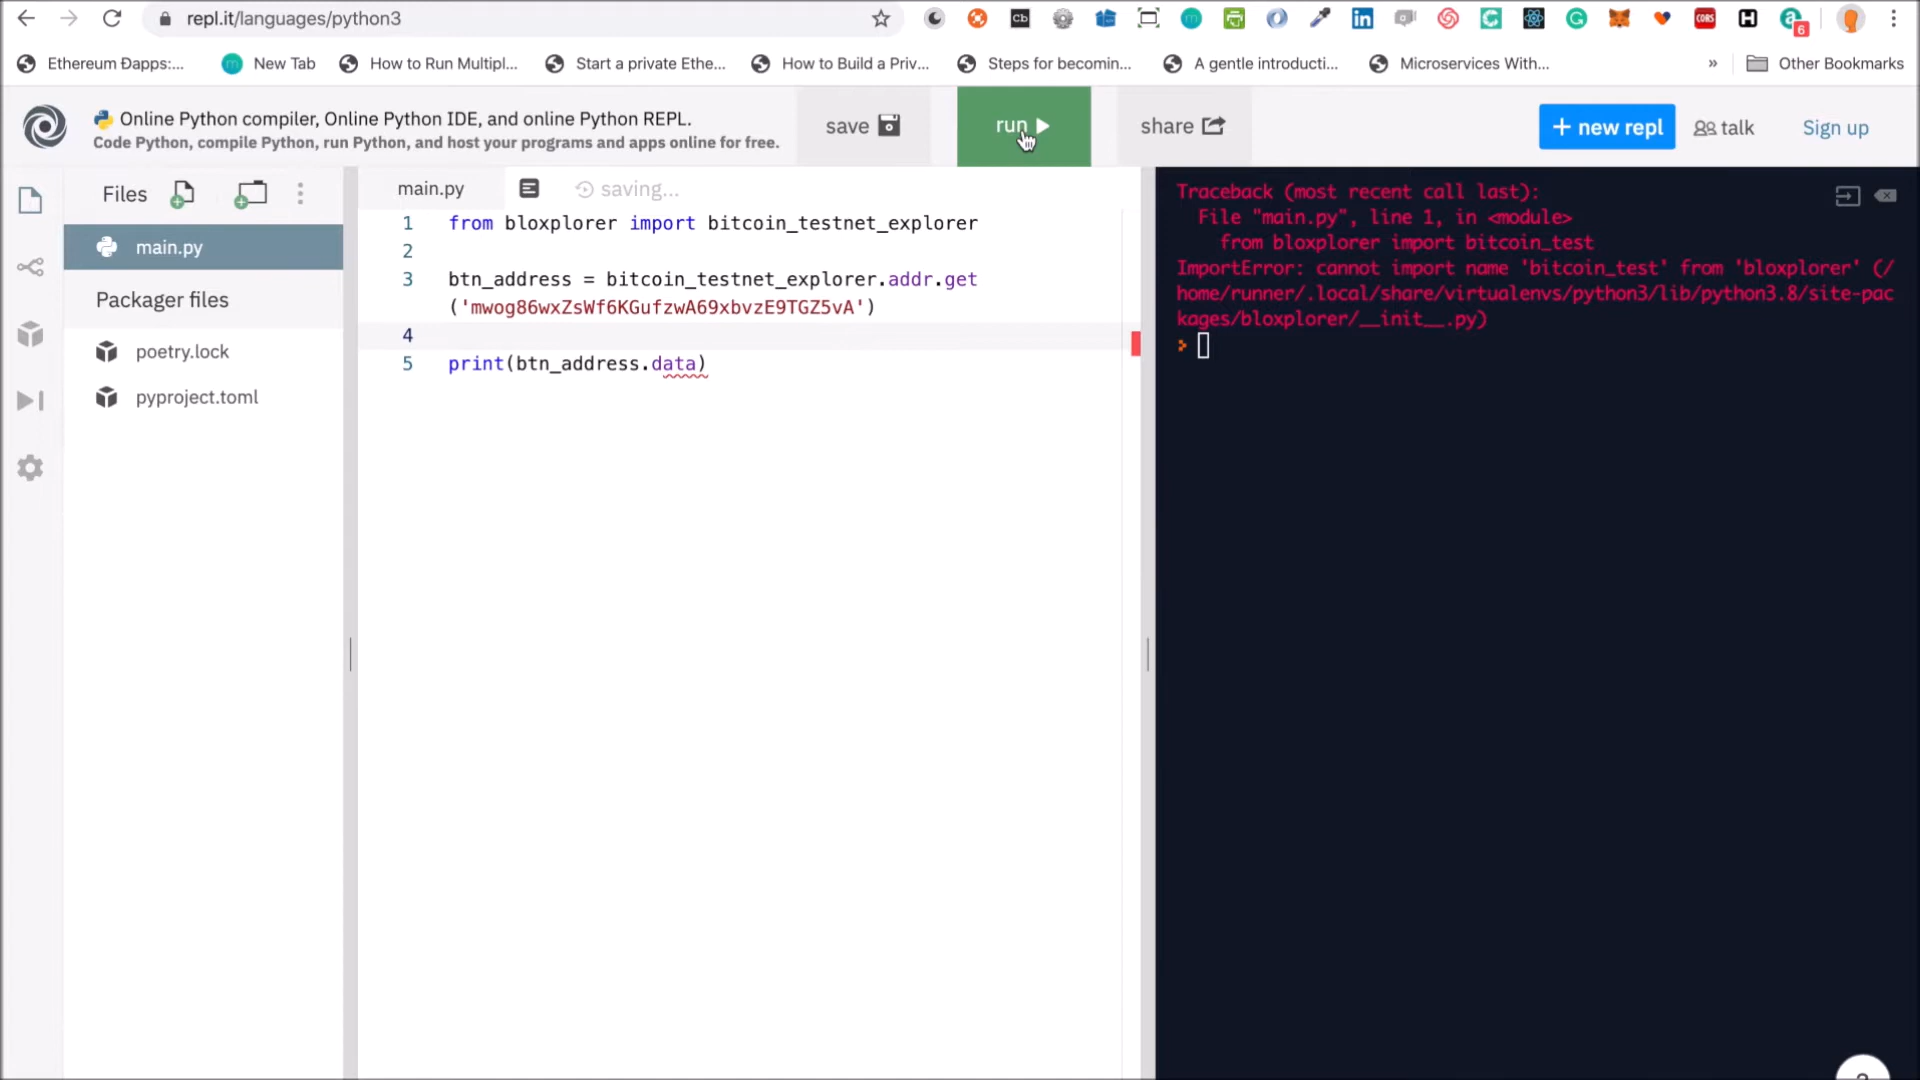 repl.it/languages/python3
6
Ethereum Ðapps:...
New Tab
How to Run Multipl...
Start a private Ethe...
How to Build a Priv...
Steps for becomin...
A gentle introducti...
Microservices With...
»
Other Bookmarks
Online Python compiler, Online Python IDE, and online Python REPL.
Code Python, compile Python, run Python, and host your programs and apps online for free.
save
run
share
+ new repl
talk
Sign up
Files
main.py
Packager files
poetry.lock
pyproject.toml
main.py
saving...
1 from bloxplorer import bitcoin_testnet_explorer
2
3 btn_address = bitcoin_testnet_explorer.addr.get
('mwog86wxZsWf6KGufzwA69xbvzE9TGZ5vA')
4
5 print(btn_address.data)
Traceback (most recent call last):
File "main.py", line 1, in <module>
from bloxplorer import bitcoin_test
ImportError: cannot import name 'bitcoin_test' from 'bloxplorer' (/
home/runner/.local/share/virtualenvs/python3/lib/python3.8/site-pac
kages/bloxplorer/__init__.py)